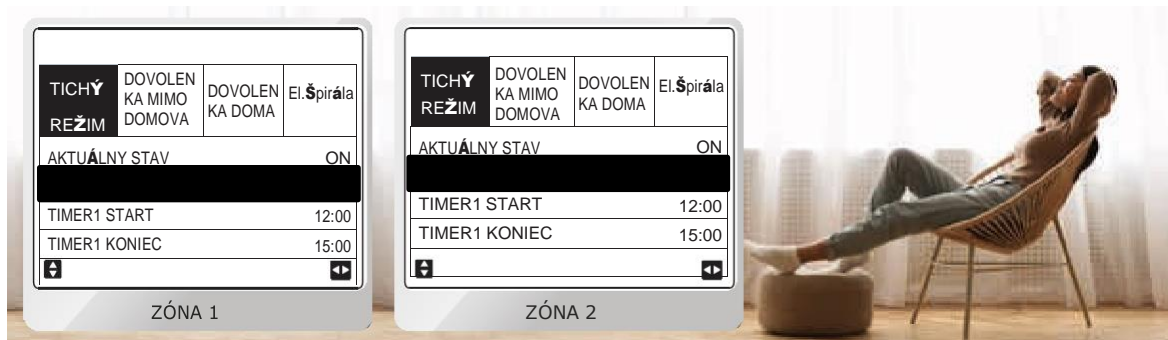 TICHÝ
REŽIM
DOVOLEN
KA MIMO
DOMOVA
DOVOLEN
KA DOMA
El.Špirála
AKTUÁLNY STAV ON
TIMER1 START 12:00
TIMER1 KONIEC 15:00
ZÓNA 1
TICHÝ
REŽIM
DOVOLEN
KA MIMO
DOMOVA
DOVOLEN
KA DOMA
El.Špirála
AKTUÁLNY STAV ON
TIMER1 START 12:00
TIMER1 KONIEC 15:00
ZÓNA 2